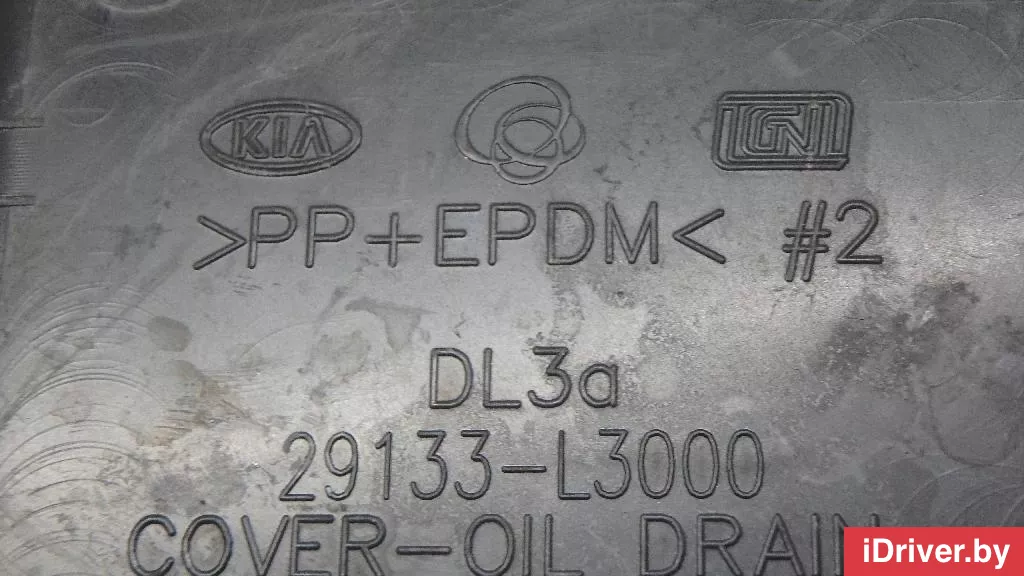 KIA
>PP+EPDM< #2
DL3a
29133-L3000
COVER-OIL DRAIN
iDriver.by